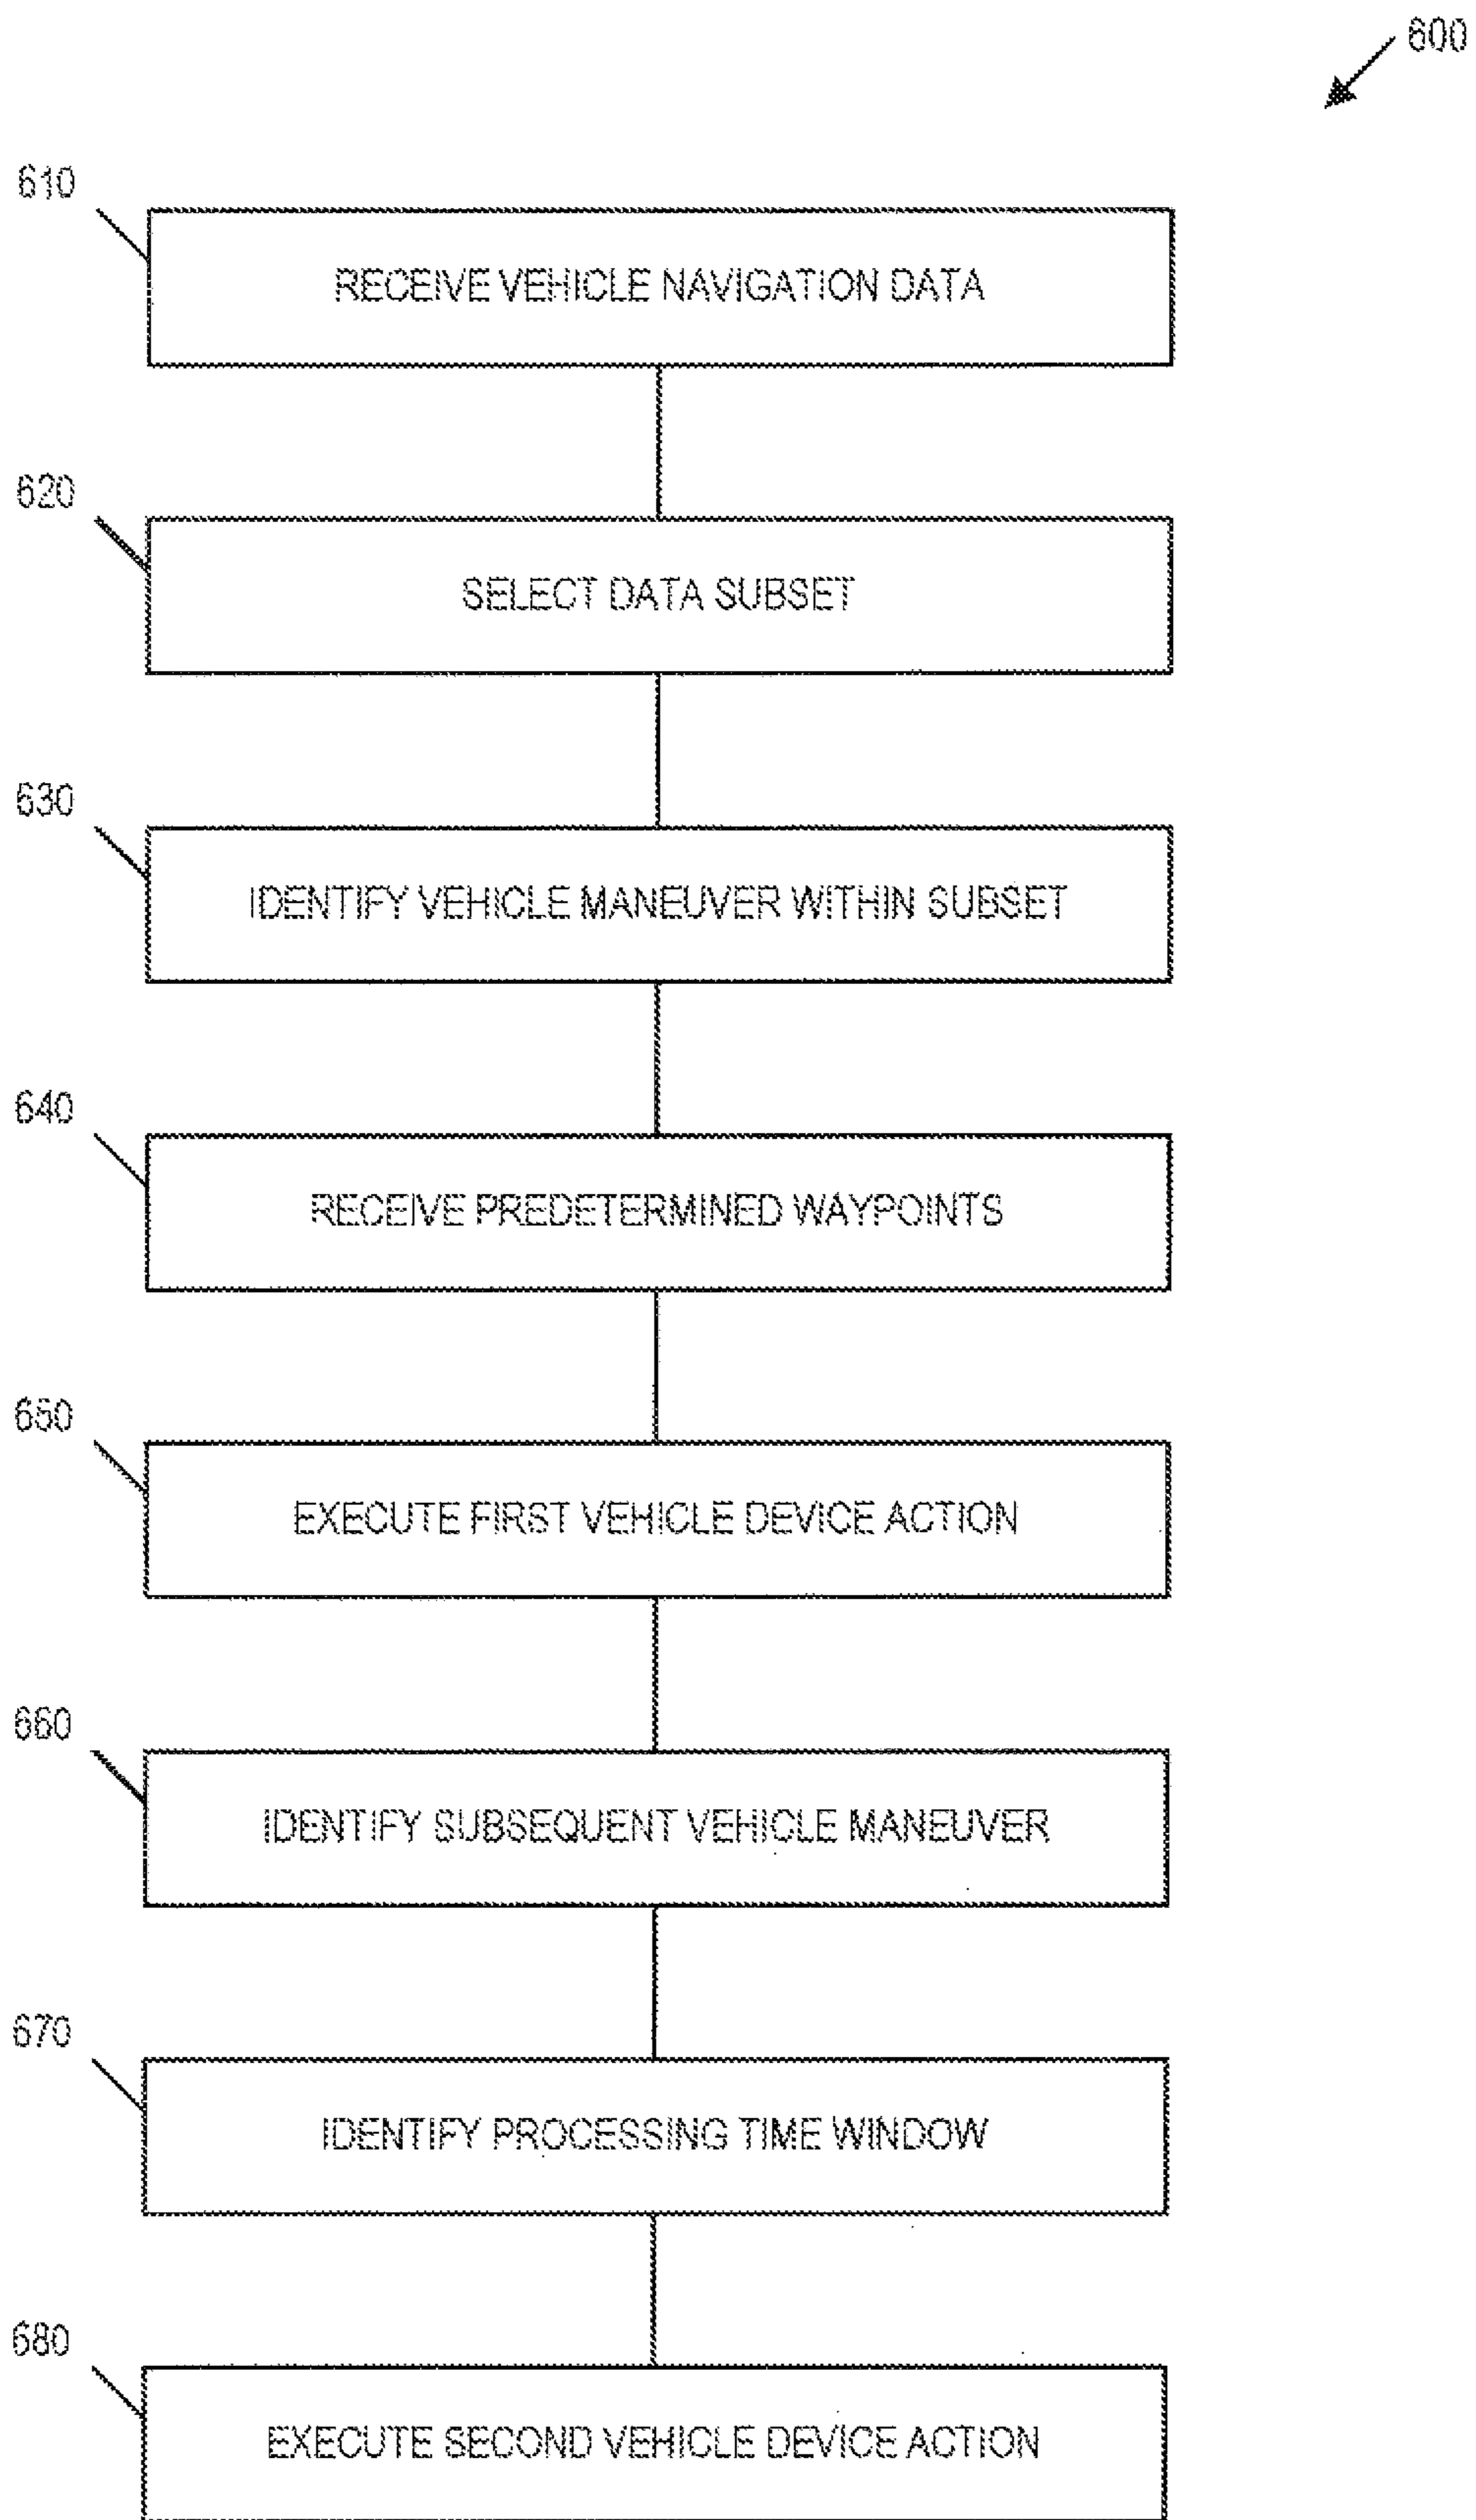 600
610
RECEIVE VEHICLE NAVIGATION DATA
620
SELECT DATA SUBSET
630
IDENTIFY VEHICLE MANEUVER WITHIN SUBSET
640
RECEIVE PREDETERMINED WAYPOINTS
650
EXECUTE FIRST VEHICLE DEVICE ACTION
660
IDENTIFY SUBSEQUENT VEHICLE MANEUVER
670
IDENTIFY PROCESSING TIME WINDOW
680
EXECUTE SECOND VEHICLE DEVICE ACTION